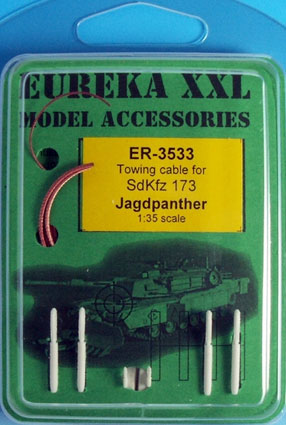 EUREKA XXL
MODEL ACCESSORIES
ER-3533
Towing cable for
SdKfz 173
Jagdpanther
1:35 scale